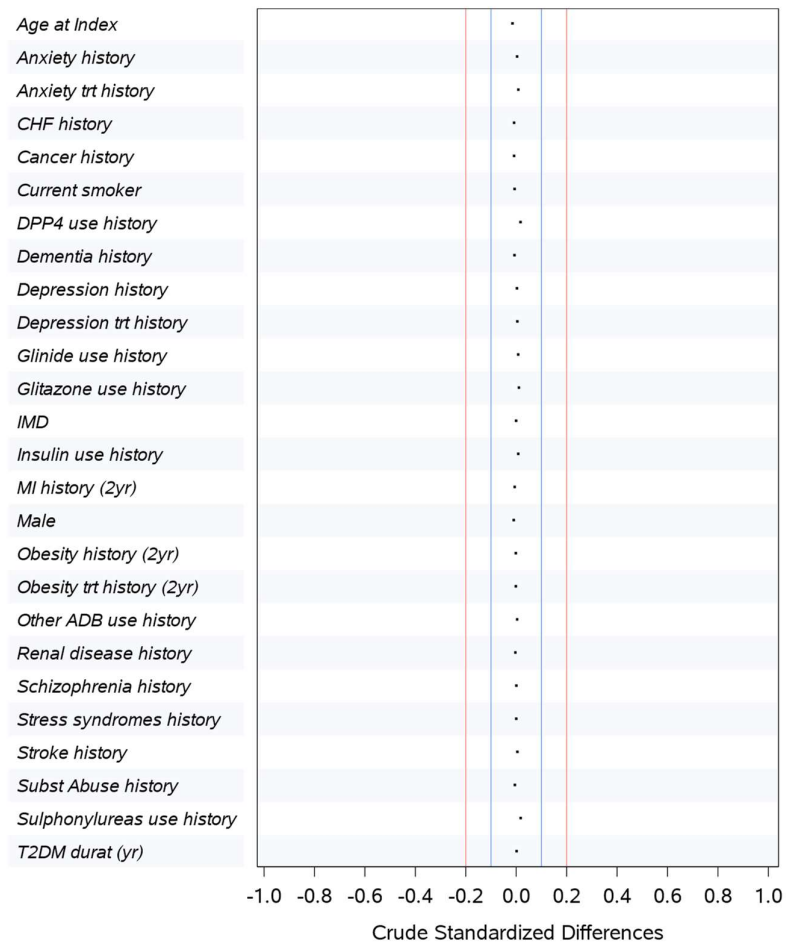 Age at Index
Anxiety history
Anxiety trt history
CHF history
Cancer history
Current smoker
DPP4 use history
Dementia history
Depression history
Depression trt history
Glinide use history
Glitazone use history
IMD
Insulin use history
MI history (2yr)
Male
Obesity history (2yr)
Obesity trt history (2yr)
Other ADB use history
Renal disease history
Schizophrenia history
Stress syndromes history
Stroke history
Subst Abuse history
Sulphonylureas use history
T2DM durat (yr)
-1.0 -0.8 -0.6 -0.4 -0.2 0.0 0.2 0.4 0.6 0.8 1.0
Crude Standardized Differences